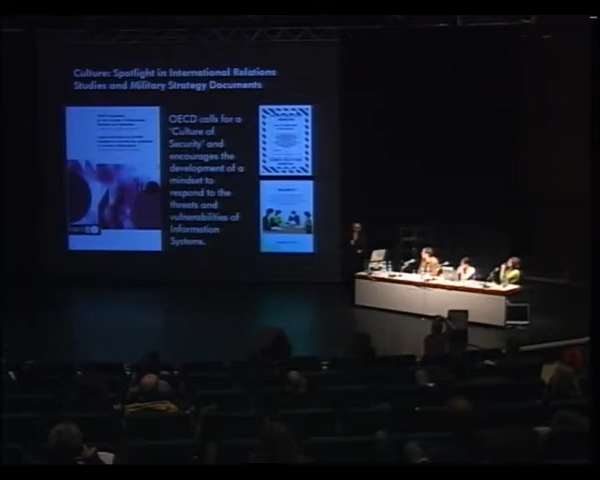 Culture: Spotlight in International Relations
Studies and Military Strategy Documents
OECD calls for a
'Culture of
Security' and
encourages the
development of a
mindset to
respond to the
threats and
vulnerabilities of
Information
Systems.